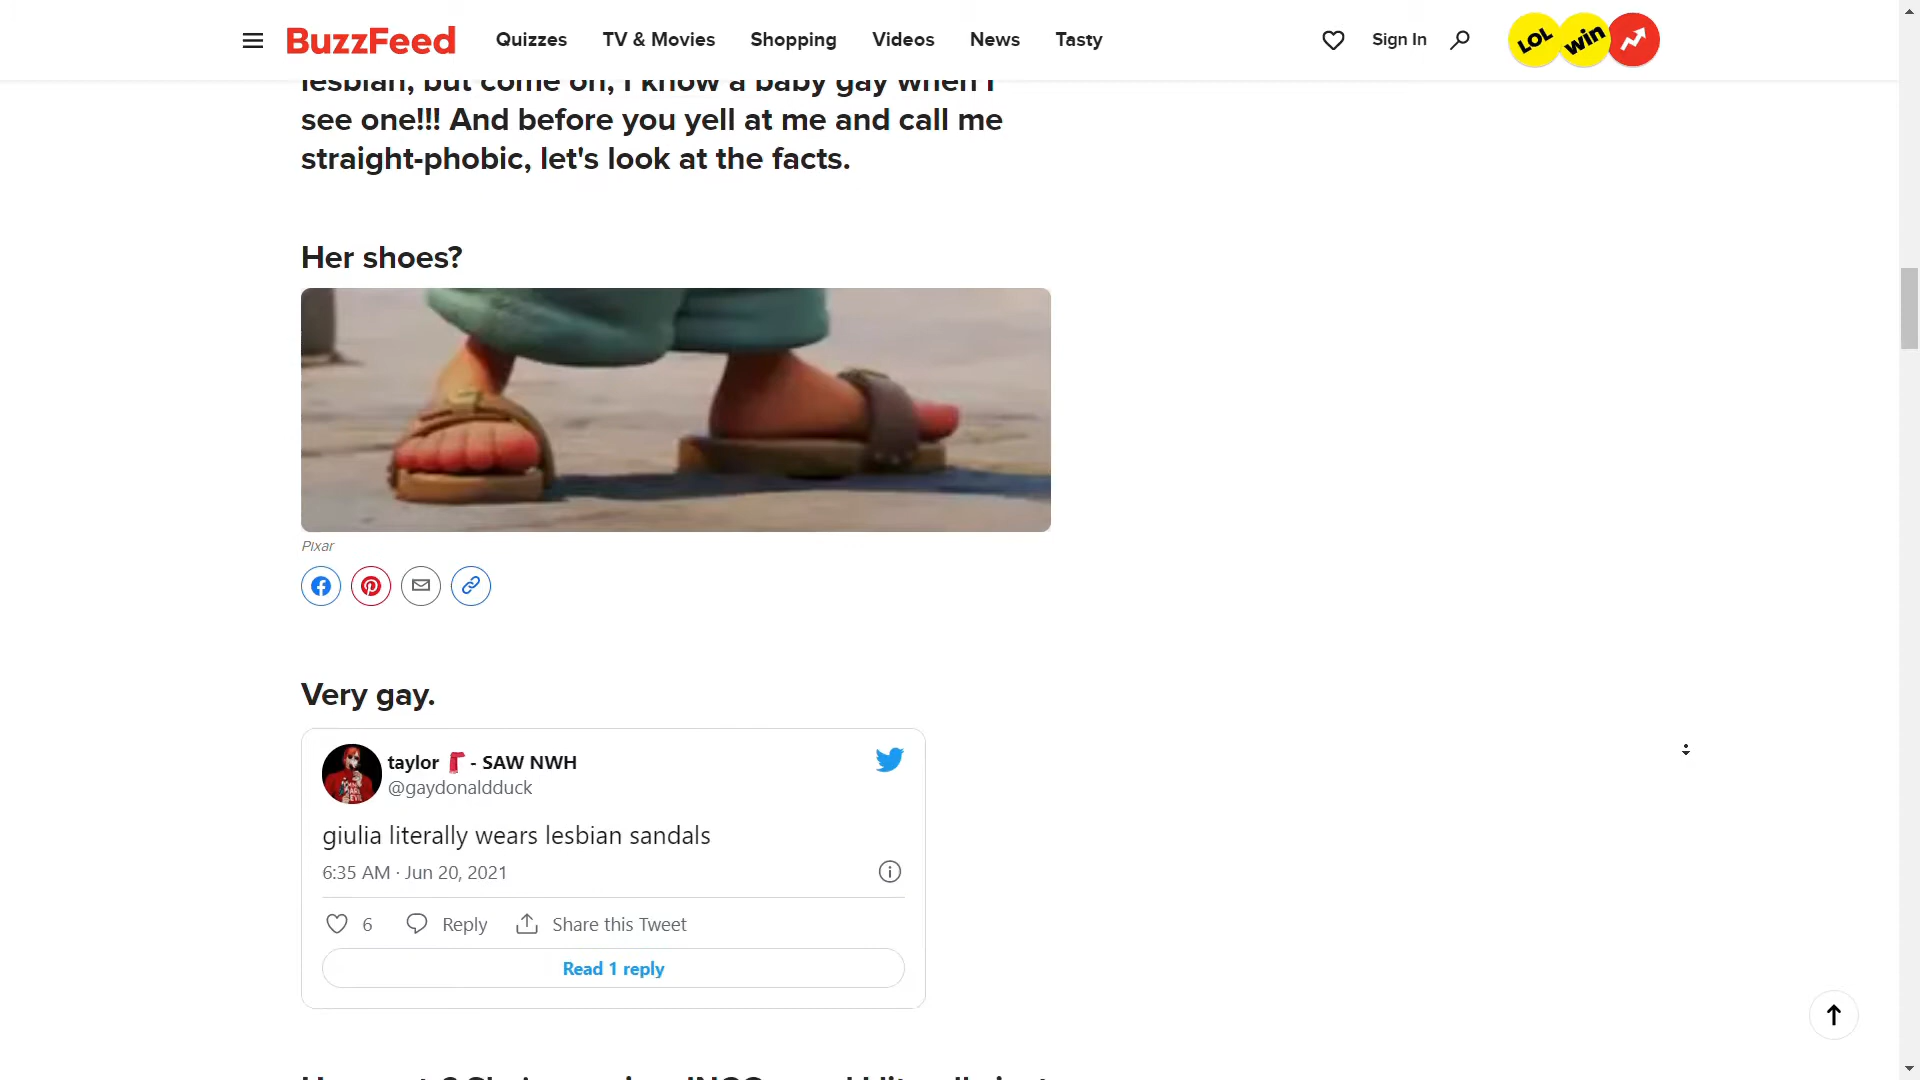 BuzzFeed Quizzes TV & Movies Shopping Videos News Tasty Sign In LOL win
lesbian, but come on, I know a baby gay when I
see one!!! And before you yell at me and call me
straight-phobic, let's look at the facts.
Her shoes?
Pixar
Very gay.
taylor - SAW NWH
@gaydonaldduck
giulia literally wears lesbian sandals
6:35 AM · Jun 20, 2021
6 Reply Share this Tweet
Read 1 reply